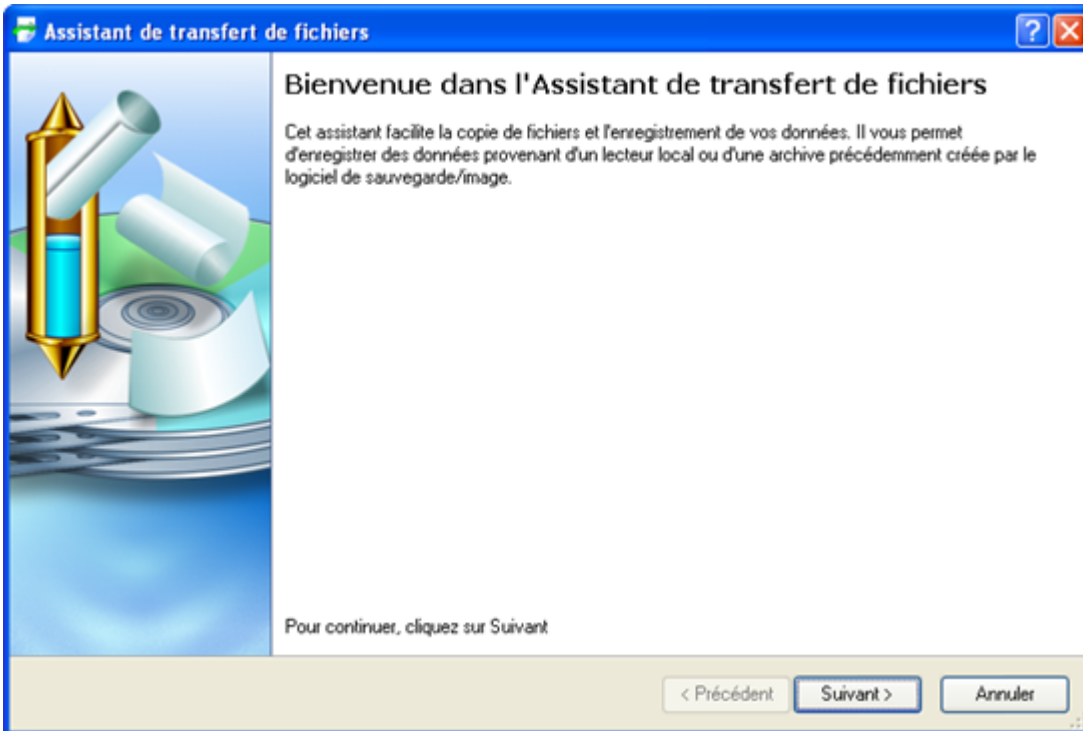 Assistant de transfert de fichiers
Bienvenue dans l'Assistant de transfert de fichiers
Cet assistant facilite la copie de fichiers et l'enregistrement de vos données. Il vous permet
d'enregistrer des données provenant d'un lecteur local ou d'une archive précédemment créée par le
logiciel de sauvegarde/image.
Pour continuer, cliquez sur Suivant
< Précédent
Suivant >
Annuler